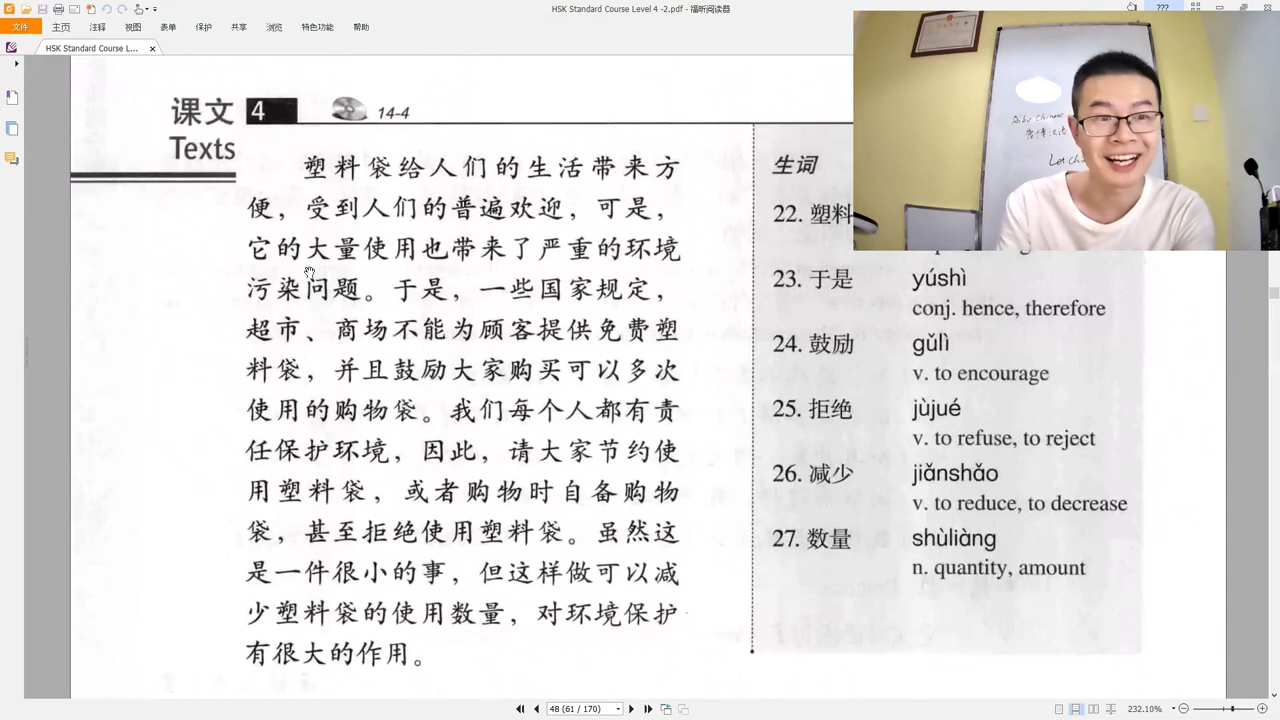 HSK Standard Course Level 4 -2.pdf - 福昕阅读器
???
文件 主页 注释 视图 表单 保护 共享 浏览 特色功能 帮助
HSK Standard Course L...
课文 4
14-4
Texts
塑料袋给人们的生活带来方
便，受到人们的普遍欢迎，可是，
它的大量使用也带来了严重的环境
污染问题。于是，一些国家规定，
超市、商场不能为顾客提供免费塑
料袋，并且鼓励大家购买可以多次
使用的购物袋。我们每个人都有责
任保护环境，因此，请大家节约使
用塑料袋，或者购物时自备购物
袋，甚至拒绝使用塑料袋。虽然这
是一件很小的事，但这样做可以减
少塑料袋的使用数量，对环境保护
有很大的作用。
生词
22. 塑料
23. 于是 yúshì
conj. hence, therefore
24. 鼓励 gǔlì
v. to encourage
25. 拒绝 jùjué
v. to refuse, to reject
26. 减少 jiǎnshǎo
v. to reduce, to decrease
27. 数量 shùliàng
n. quantity, amount
48 (61 / 170)
232.10%